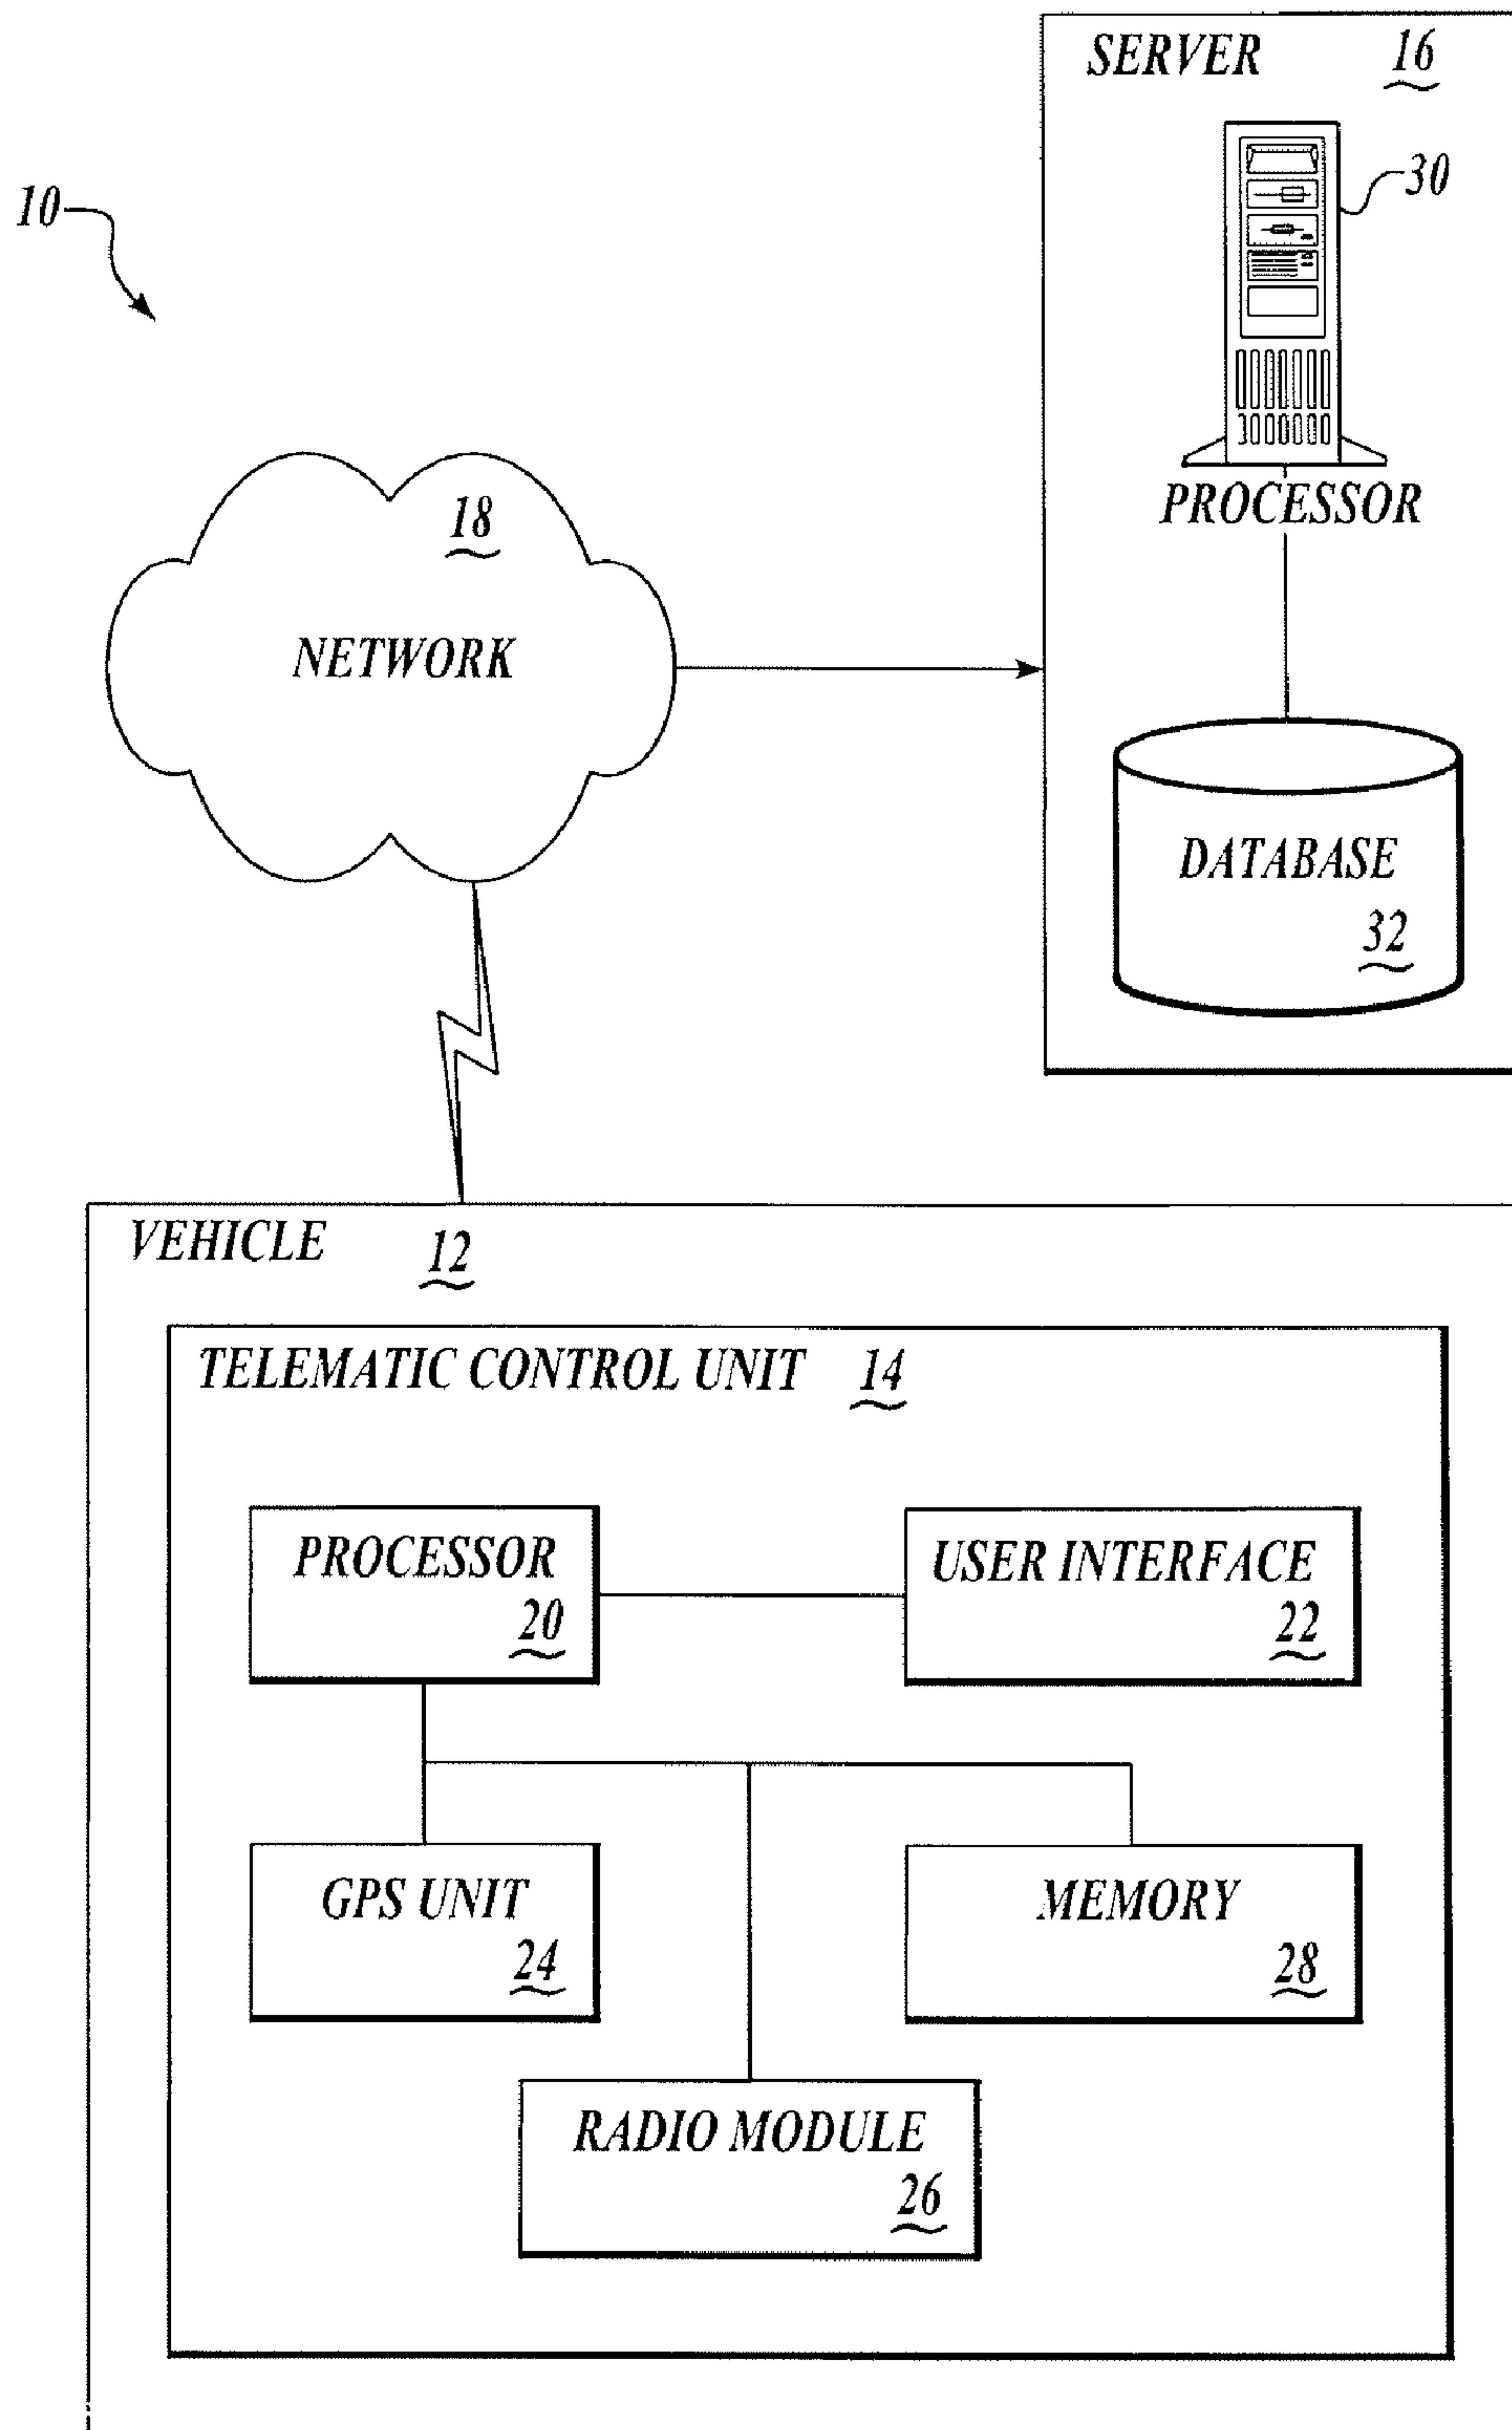 SERVER 16
30
10
PROCESSOR
18
NETWORK
DATABASE
32
VEHICLE 12
TELEMATIC CONTROL UNIT 14
PROCESSOR
20
USER INTERFACE
22
GPS UNIT
24
MEMORY
28
RADIO MODULE
26